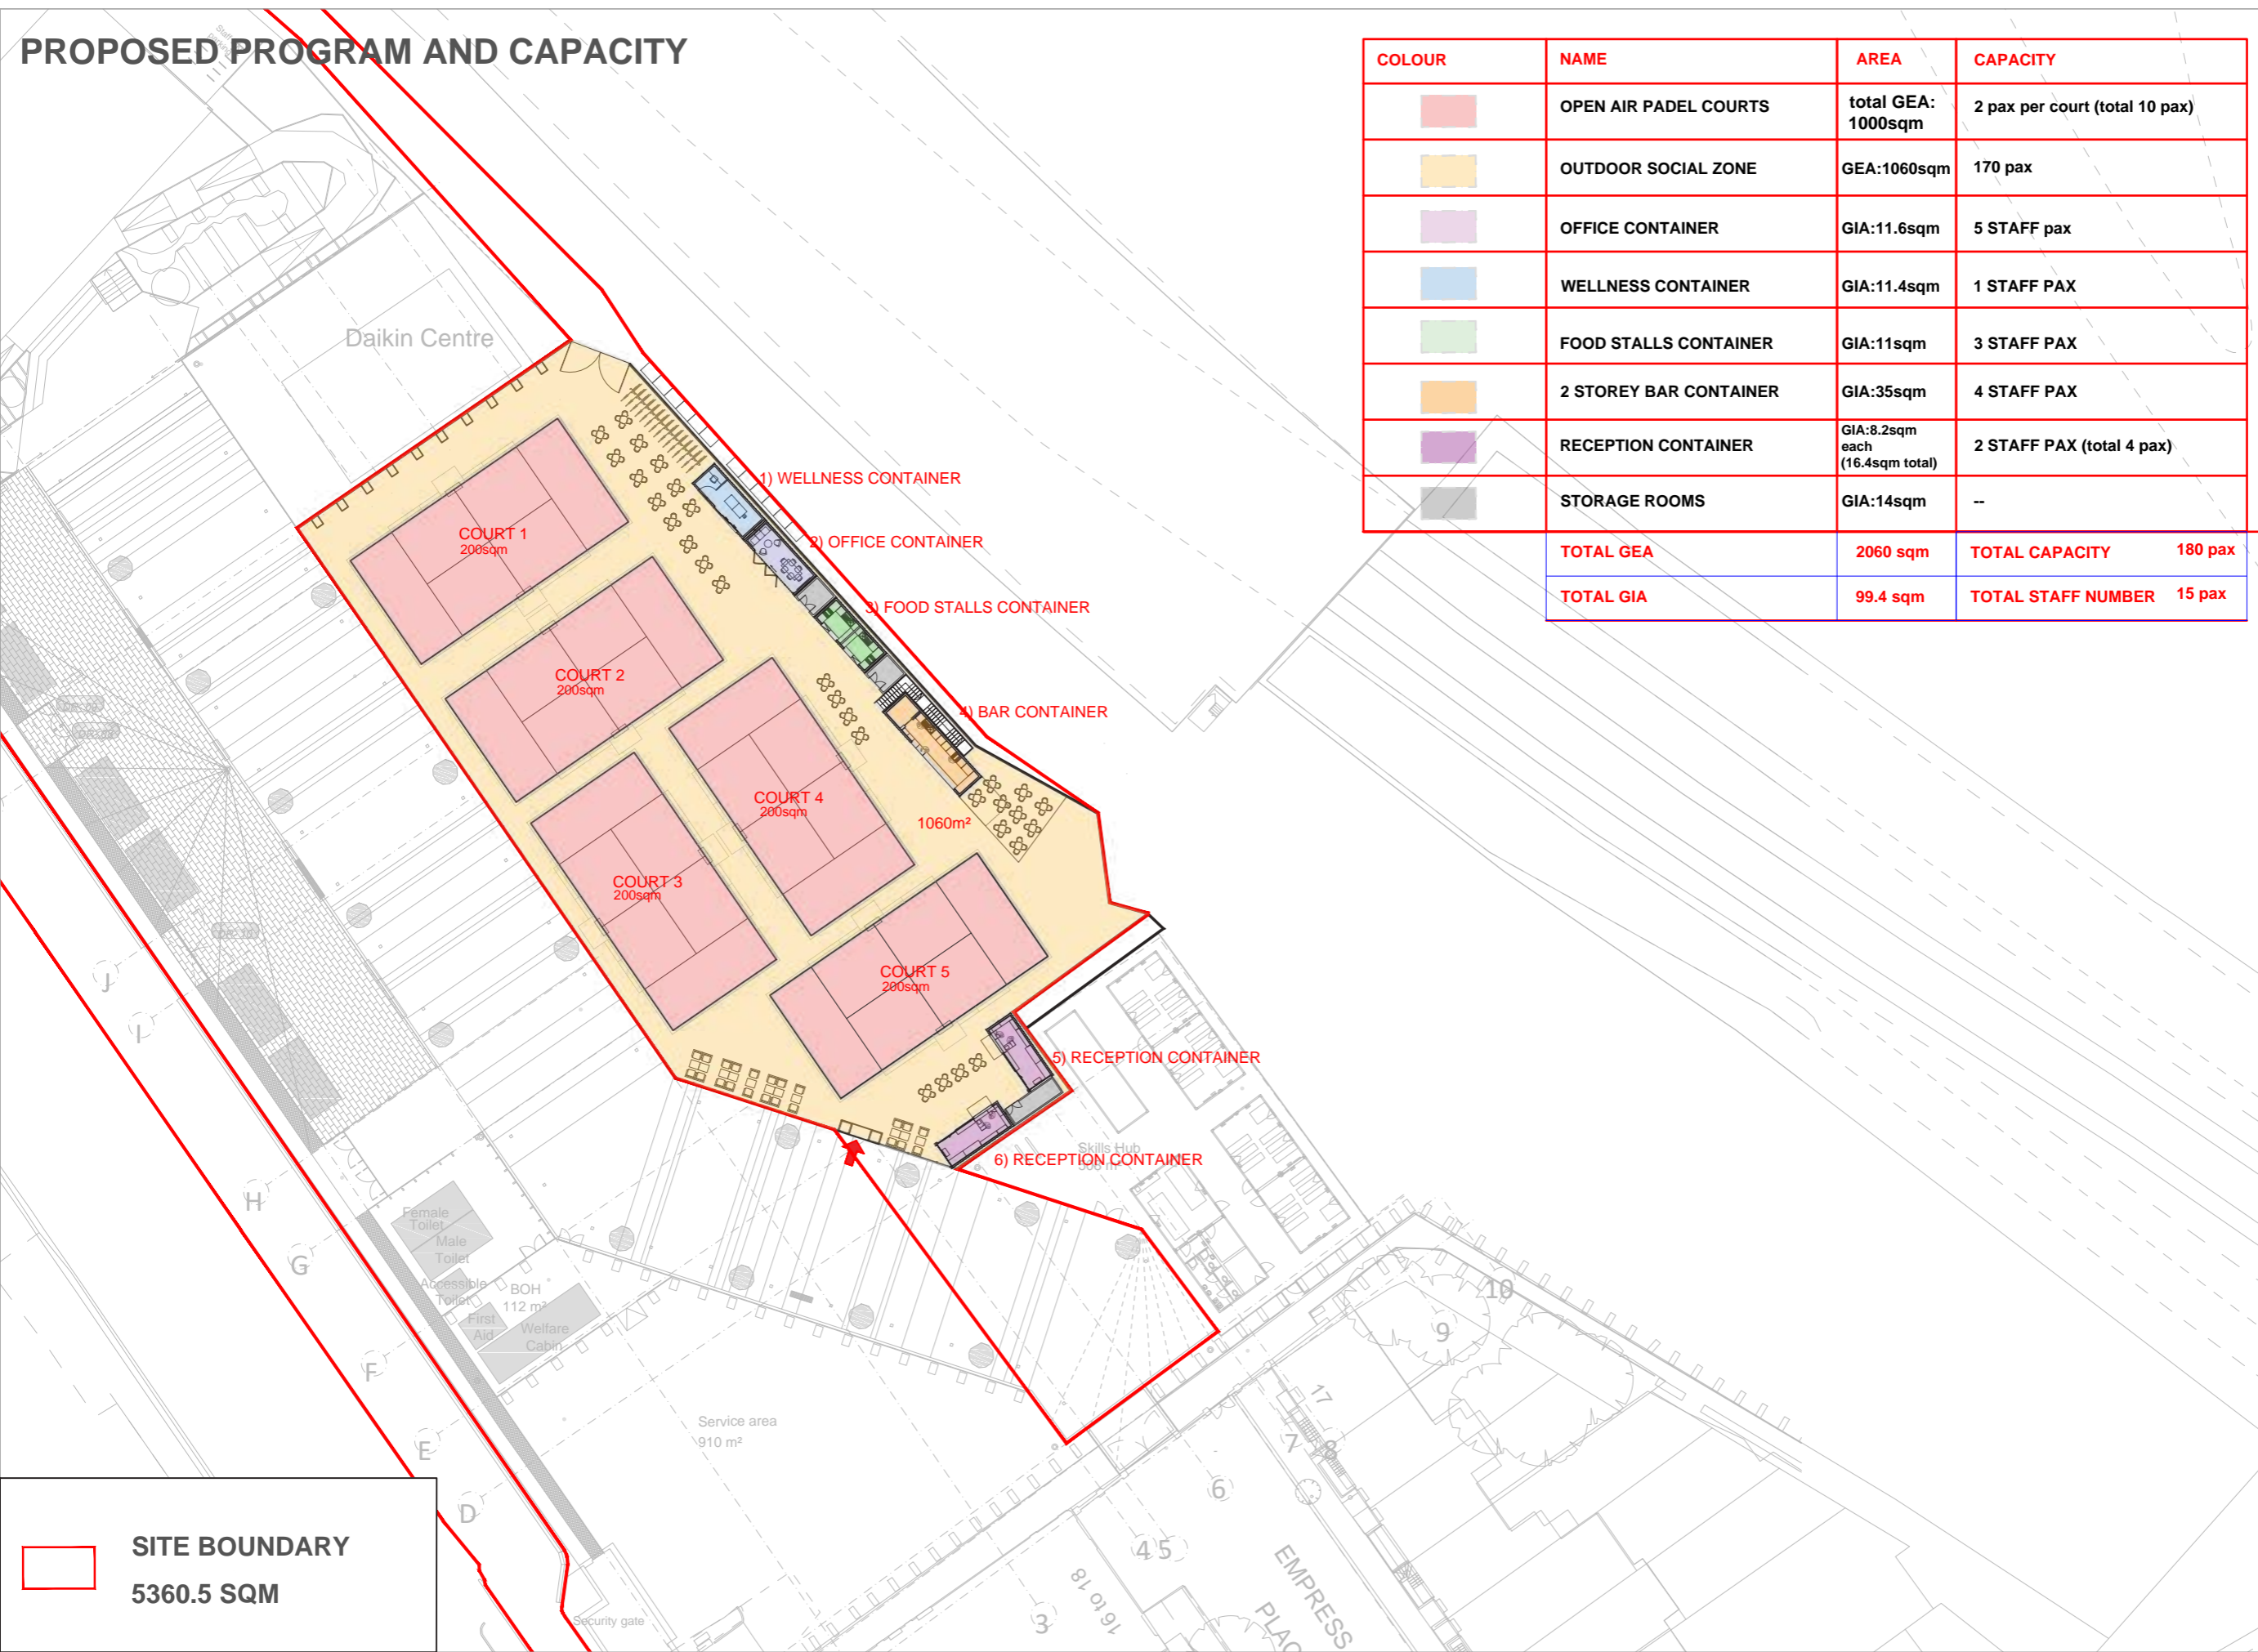 PROPOSED PROGRAM AND CAPACITY
COLOUR NAME AREA CAPACITY
OPEN AIR PADEL COURTS total GEA: 1000sqm 2 pax per court (total 10 pax)
OUTDOOR SOCIAL ZONE GEA:1060sqm 170 pax
OFFICE CONTAINER GIA:11.6sqm 5 STAFF pax
WELLNESS CONTAINER GIA:11.4sqm 1 STAFF PAX
FOOD STALLS CONTAINER GIA:11sqm 3 STAFF PAX
2 STOREY BAR CONTAINER GIA:35sqm 4 STAFF PAX
RECEPTION CONTAINER GIA:8.2sqm each (16.4sqm total) 2 STAFF PAX (total 4 pax)
STORAGE ROOMS GIA:14sqm --
TOTAL GEA 2060 sqm TOTAL CAPACITY 180 pax
TOTAL GIA 99.4 sqm TOTAL STAFF NUMBER 15 pax
Daikin Centre
1) WELLNESS CONTAINER
COURT 1
200sqm
2) OFFICE CONTAINER
3) FOOD STALLS CONTAINER
COURT 2
200sqm
4) BAR CONTAINER
COURT 4
200sqm
1060m²
COURT 3
200sqm
COURT 5
200sqm
5) RECEPTION CONTAINER
Skills Hub
6) RECEPTION CONTAINER
J
I
H
G
F
E
D
Female
Toilet
Male
Toilet
Accessible
Toilet
BOH
112 m²
First
Aid
Welfare
Cabin
Service area
910 m²
10
9
17
7
8
6
4 5
3
16 to 18
EMPRESS
Security gate
SITE BOUNDARY
5360.5 SQM